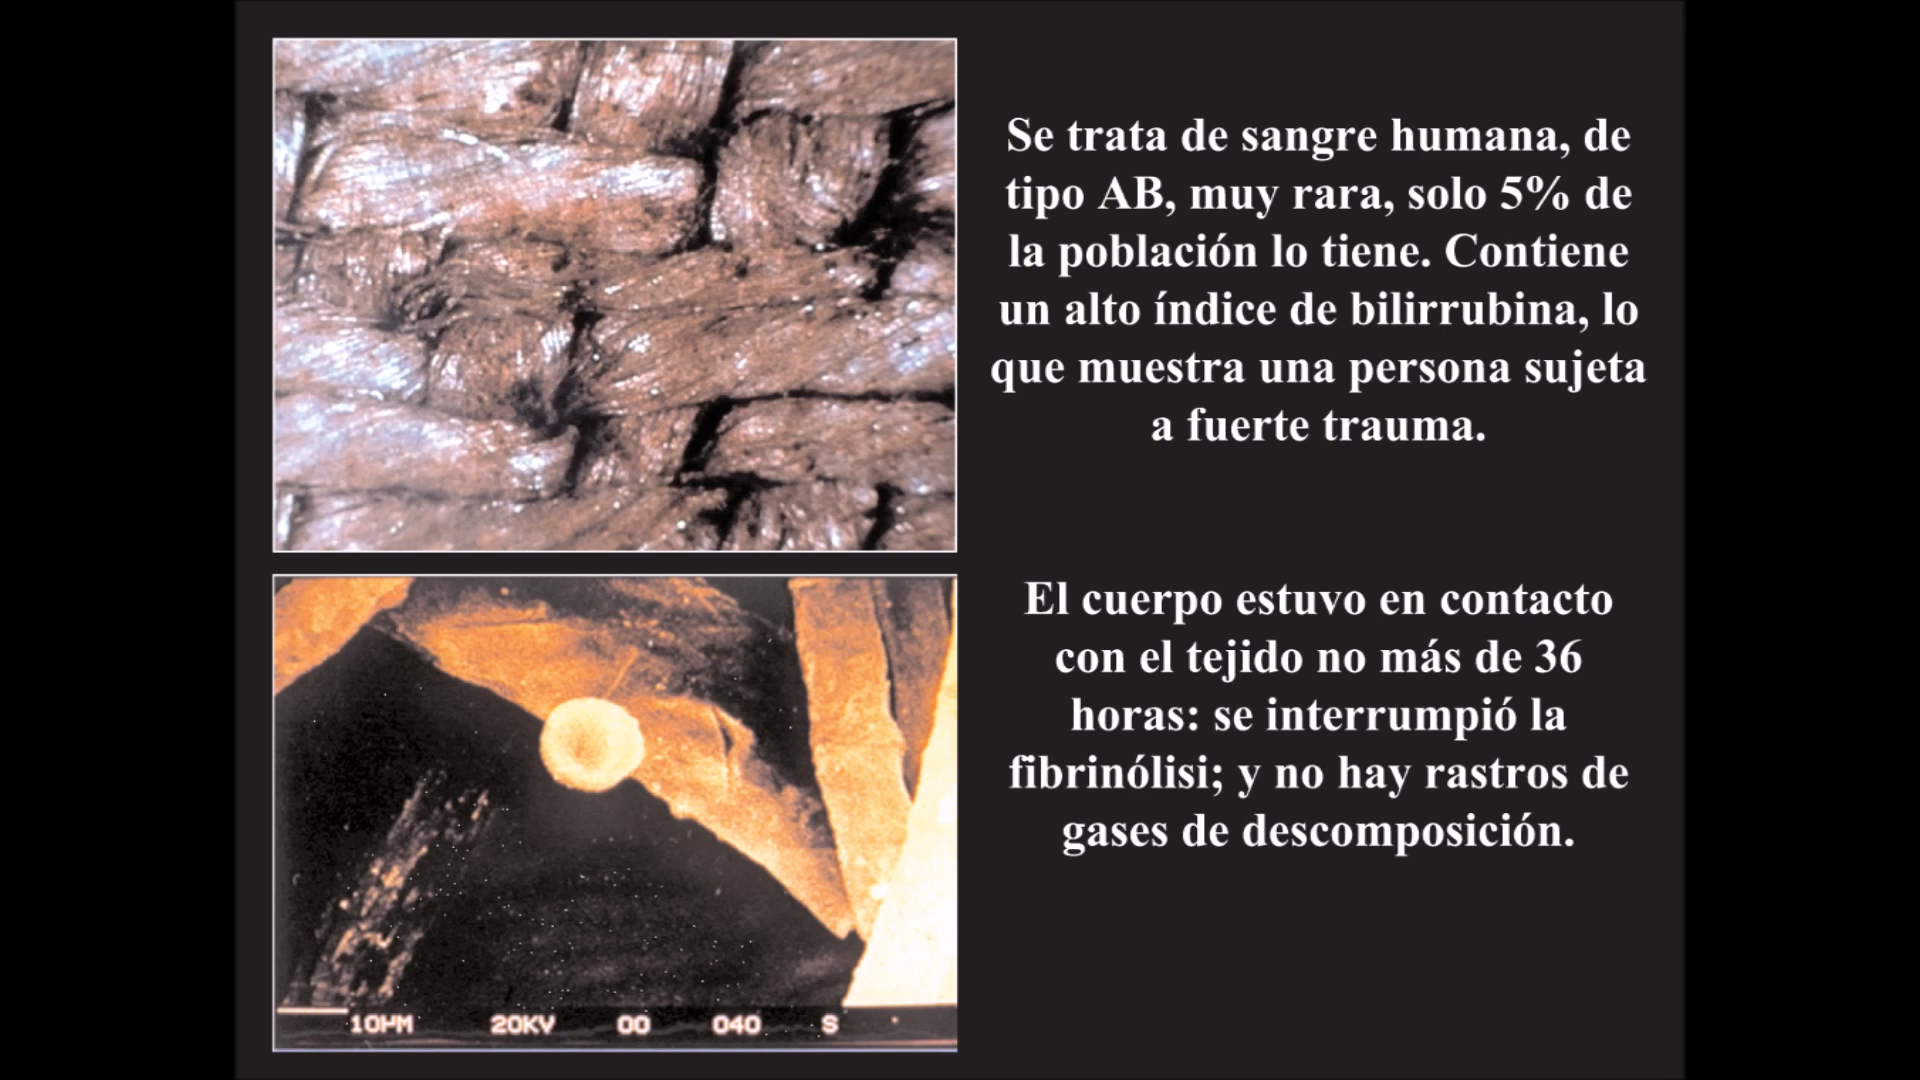 Se trata de sangre humana, de
tipo AB, muy rara, solo 5% de
la población lo tiene. Contiene
un alto índice de bilirrubina, lo
que muestra una persona sujeta
a fuerte trauma.
El cuerpo estuvo en contacto
con el tejido no más de 36
horas: se interrumpió la
fibrinólisi; y no hay rastros de
gases de descomposición.
10µM 20KV 00 040 S